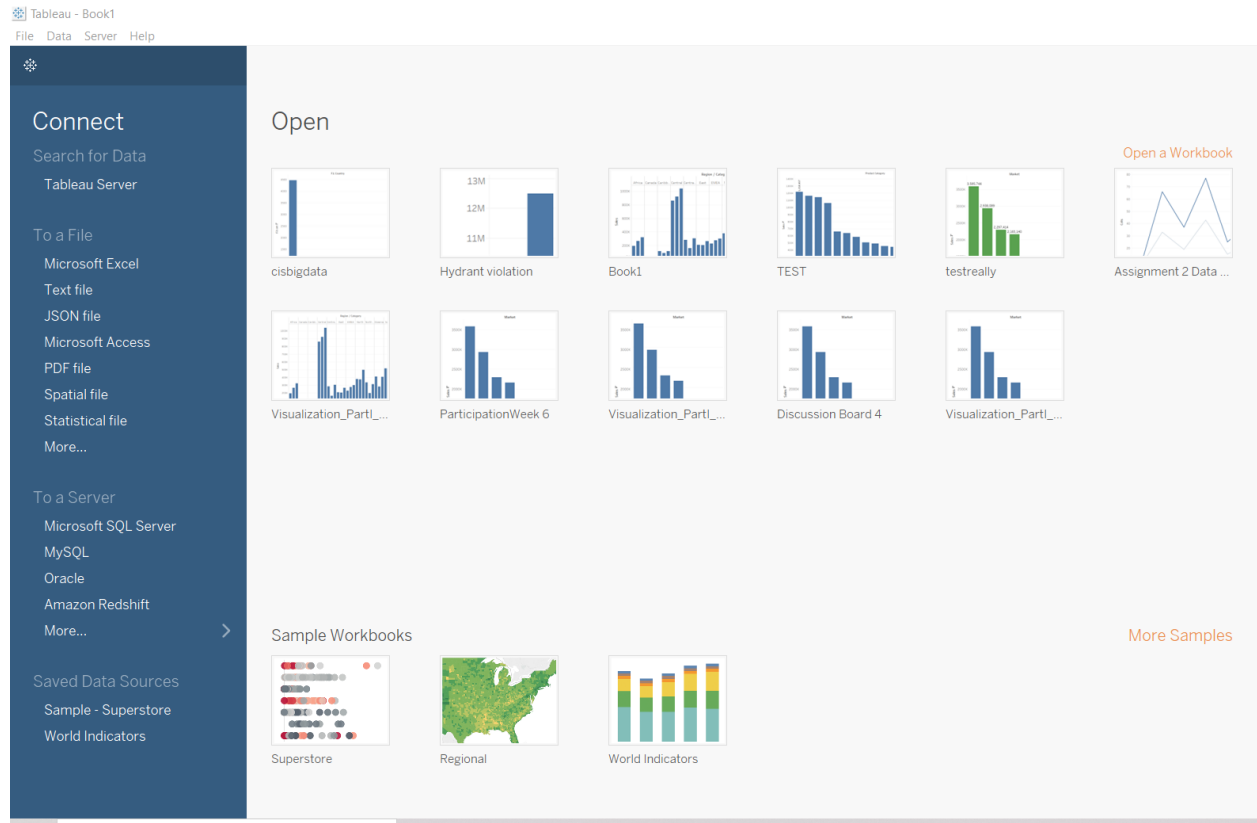 Tableau - Book1
File Data Server Help
Connect
Search for Data
Tableau Server
To a File
Microsoft Excel
Text file
JSON file
Microsoft Access
PDF file
Spatial file
Statistical file
More...
To a Server
Microsoft SQL Server
MySQL
Oracle
Amazon Redshift
More...
Saved Data Sources
Sample - Superstore
World Indicators
Open
Open a Workbook
13M
12M
11M
cisbigdata
Hydrant violation
Book1
TEST
testreally
Assignment 2 Data ...
Market
Market
Market
Market
Visualization_PartI_...
ParticipationWeek 6
Visualization_PartI_...
Discussion Board 4
Visualization_PartI_...
Sample Workbooks
More Samples
Superstore
Regional
World Indicators